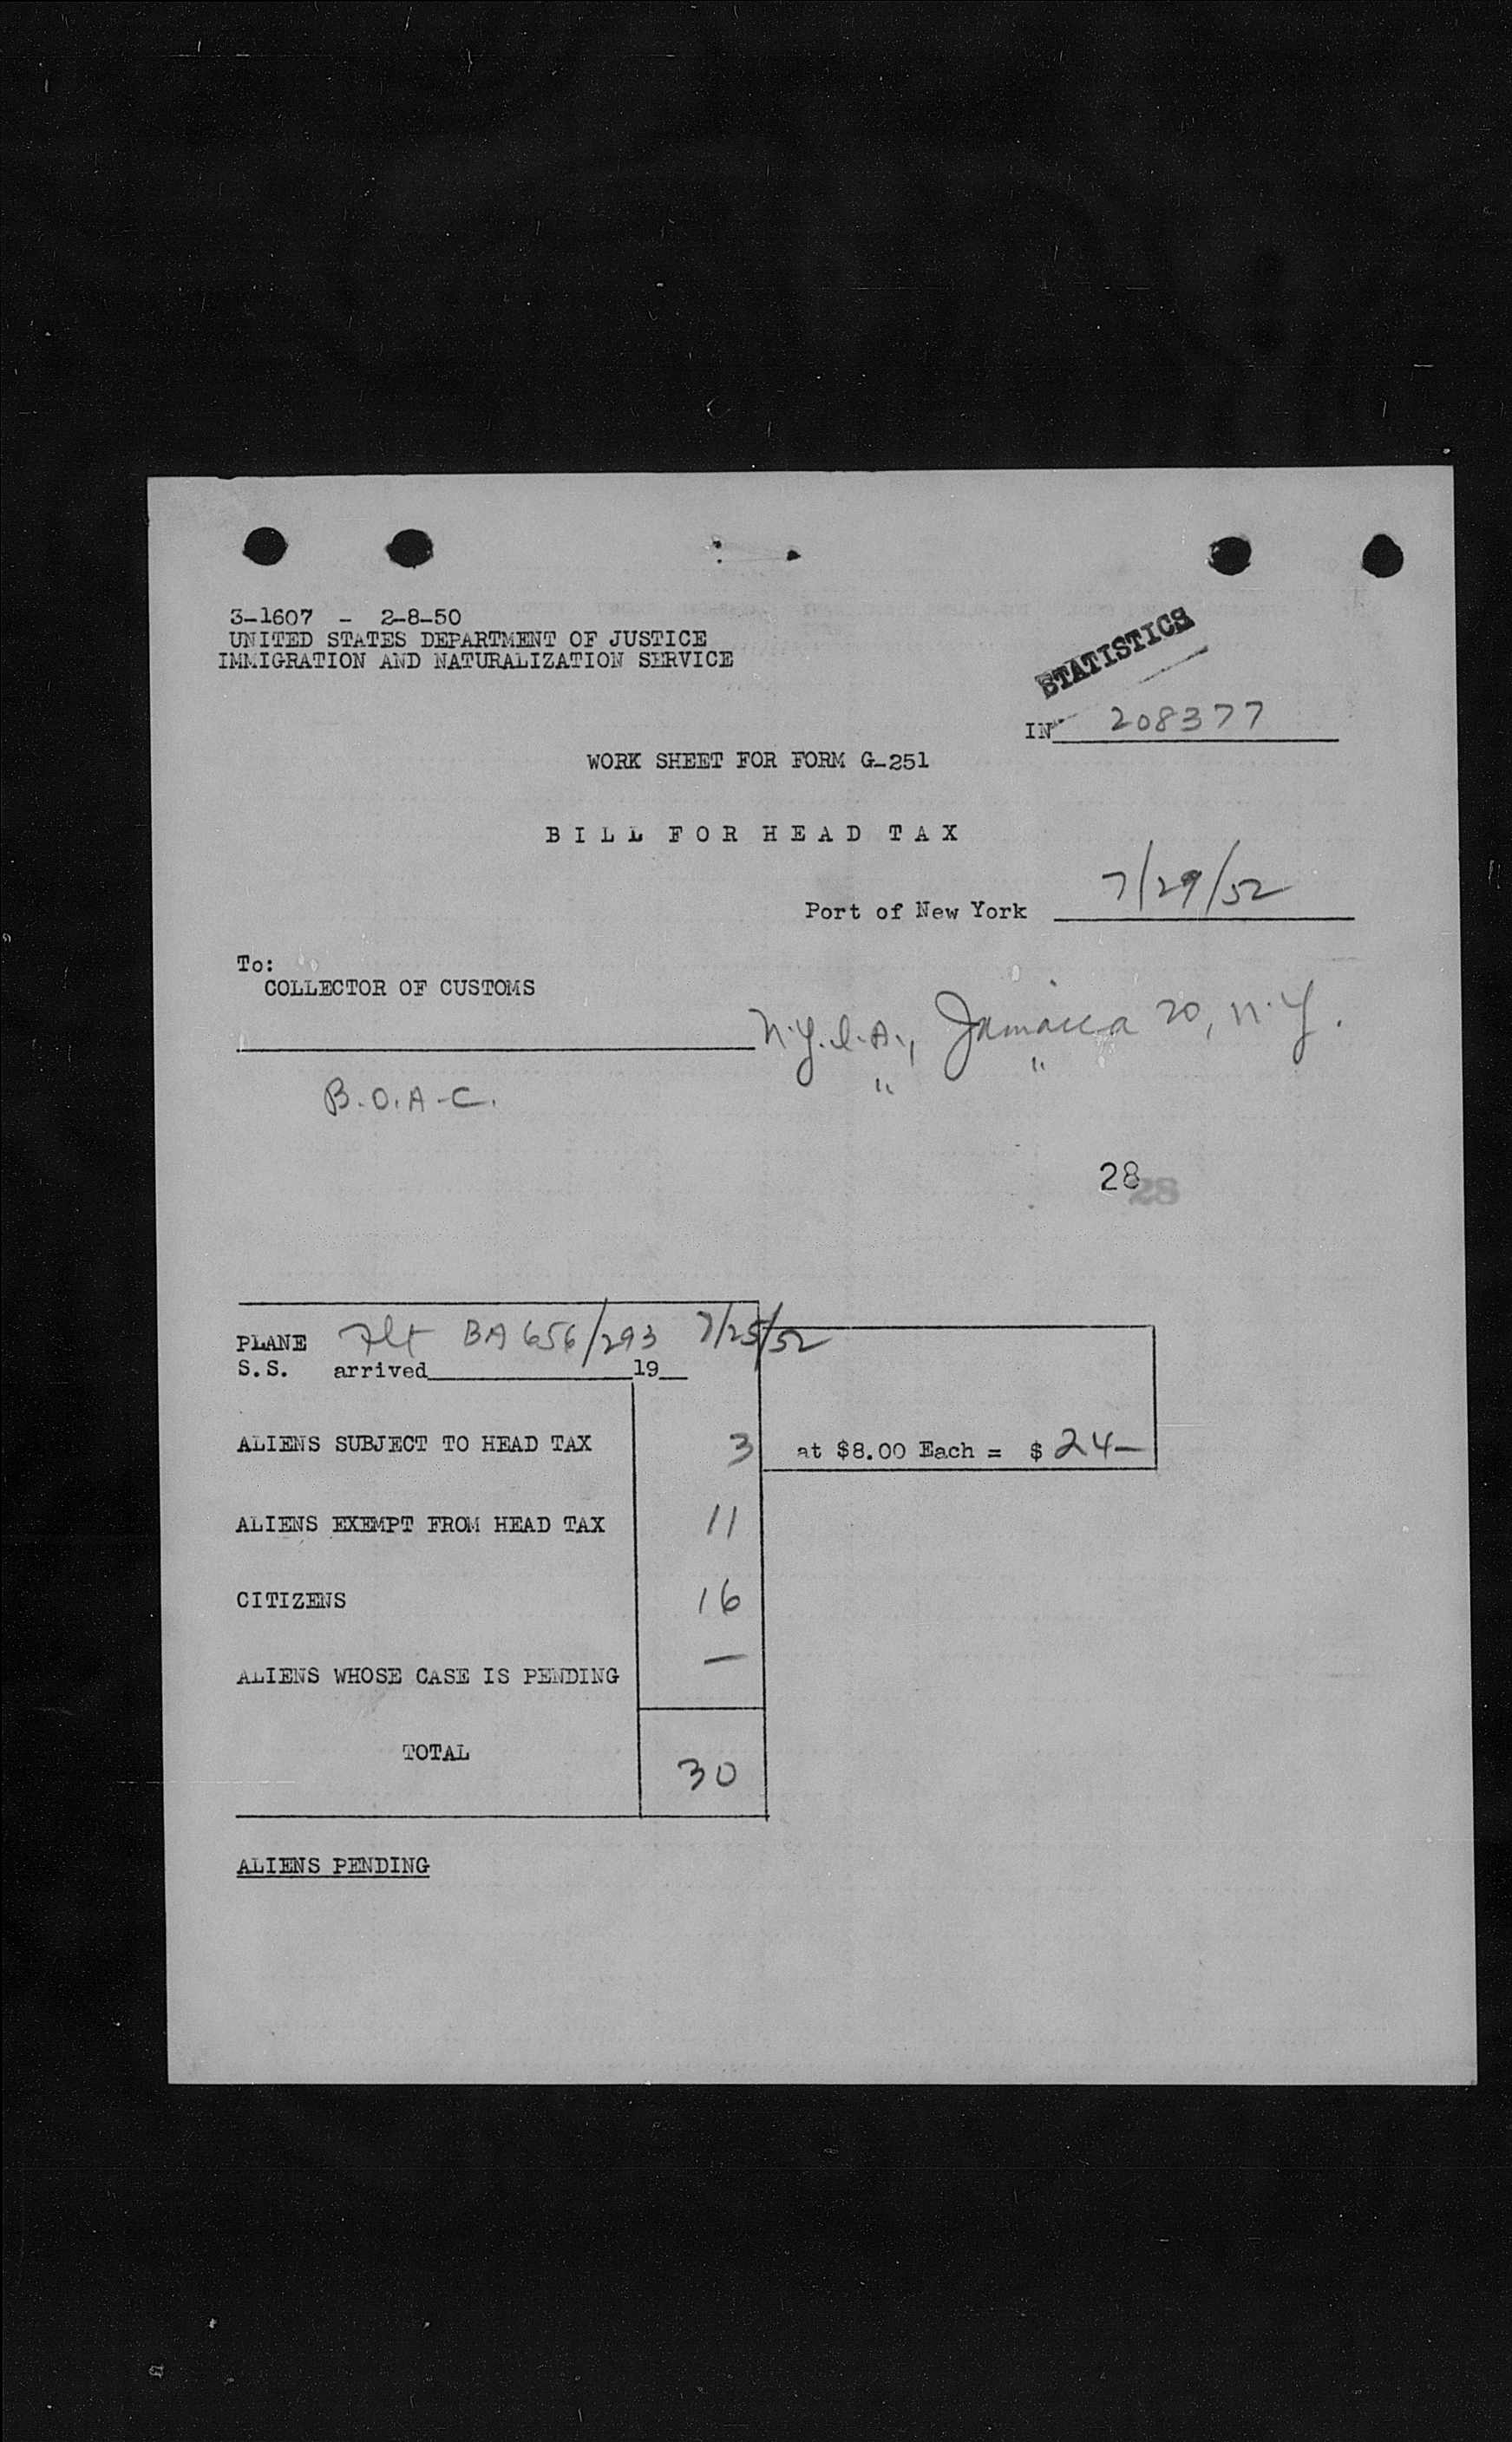 3-1607 - 2-8-50
UNITED STATES DEPARTMENT OF JUSTICE
IMMIGRATION AND NATURALIZATION SERVICE
STATISTICS
IN 208377
WORK SHEET FOR FORM G-251
BILL FOR HEAD TAX
Port of New York 7/29/52
To:
COLLECTOR OF CUSTOMS
N.Y.I.A., Jamaica 20, N.Y.
B.O.A.C. " "
28
28
PLANE Flt BA 656/293 7/25/52
S.S. arrived 19
ALIENS SUBJECT TO HEAD TAX 3 at $8.00 Each = $ 24—
ALIENS EXEMPT FROM HEAD TAX 11
CITIZENS 16
ALIENS WHOSE CASE IS PENDING —
TOTAL 30
ALIENS PENDING